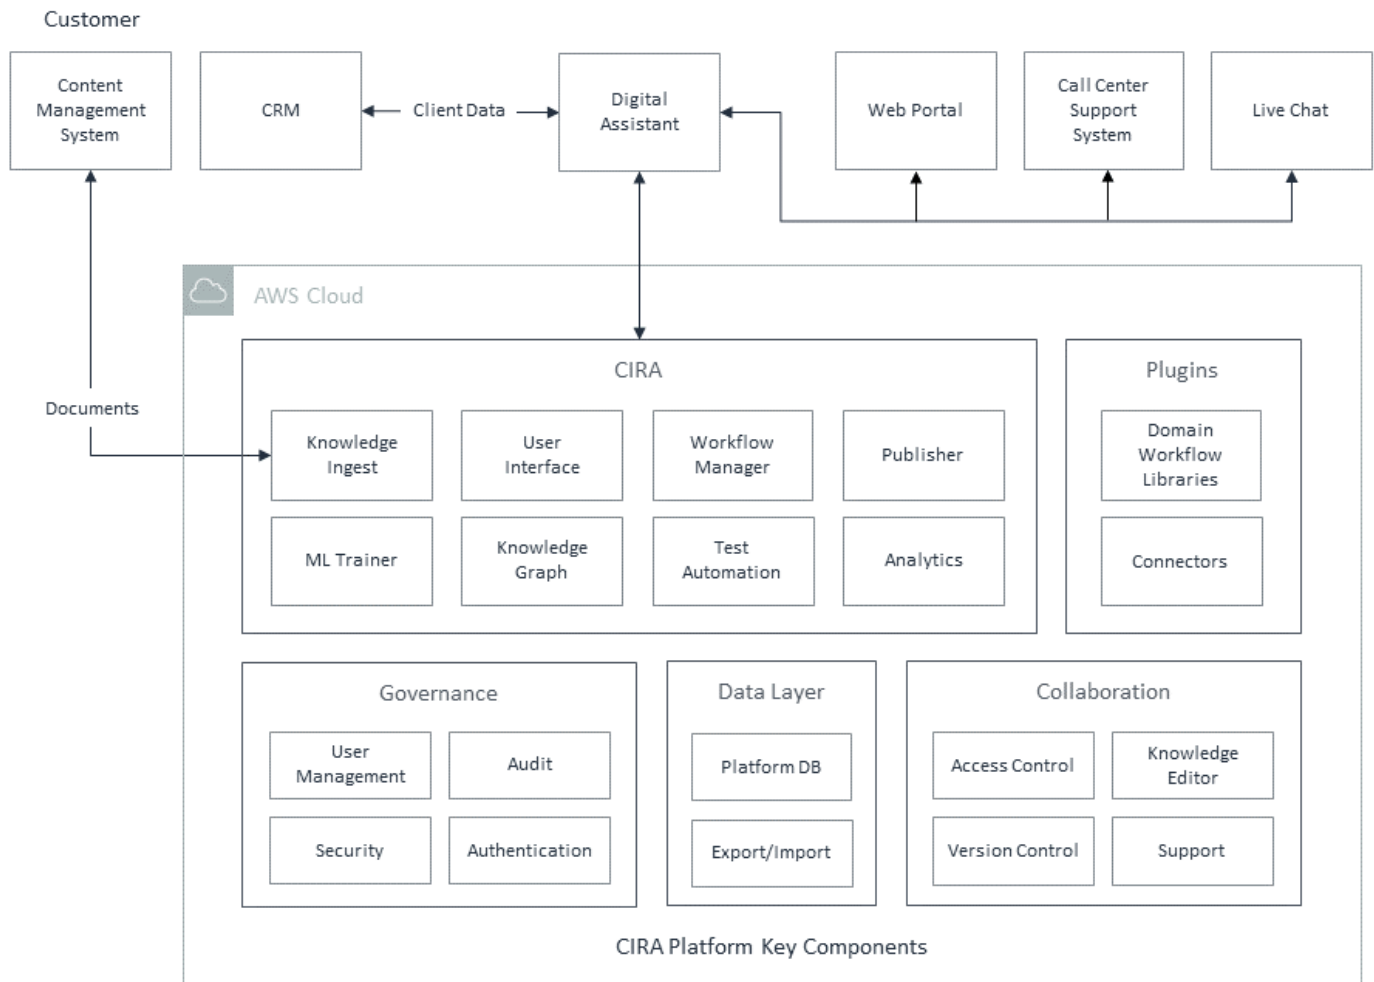 Customer
Content
Management
System
CRM
Client Data
Digital
Assistant
Web Portal
Call Center
Support
System
Live Chat
AWS Cloud
Documents
CIRA
Knowledge
Ingest
User
Interface
Workflow
Manager
Publisher
ML Trainer
Knowledge
Graph
Test
Automation
Analytics
Plugins
Domain
Workflow
Libraries
Connectors
Governance
User
Management
Audit
Security
Authentication
Data Layer
Platform DB
Export/Import
Collaboration
Access Control
Knowledge
Editor
Version Control
Support
CIRA Platform Key Components